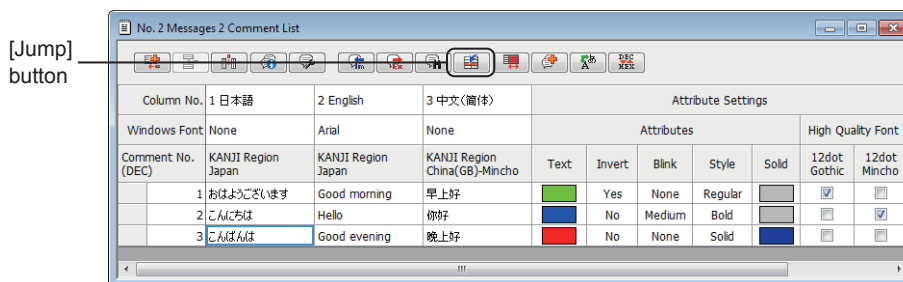 No. 2 Messages 2 Comment List
[Jump]
button
Column No. 1 日本語 2 English 3 中文(简体) Attribute Settings
Windows Font None Arial None Attributes High Quality Font
Comment No. (DEC) KANJI Region Japan KANJI Region Japan KANJI Region China(GB)-Mincho Text Invert Blink Style Solid 12dot Gothic 12dot Mincho
1 おはようございます Good morning 早上好 Yes None Regular
2 こんにちは Hello 你好 No Medium Bold
3 こんばんは Good evening 晚上好 No None Solid